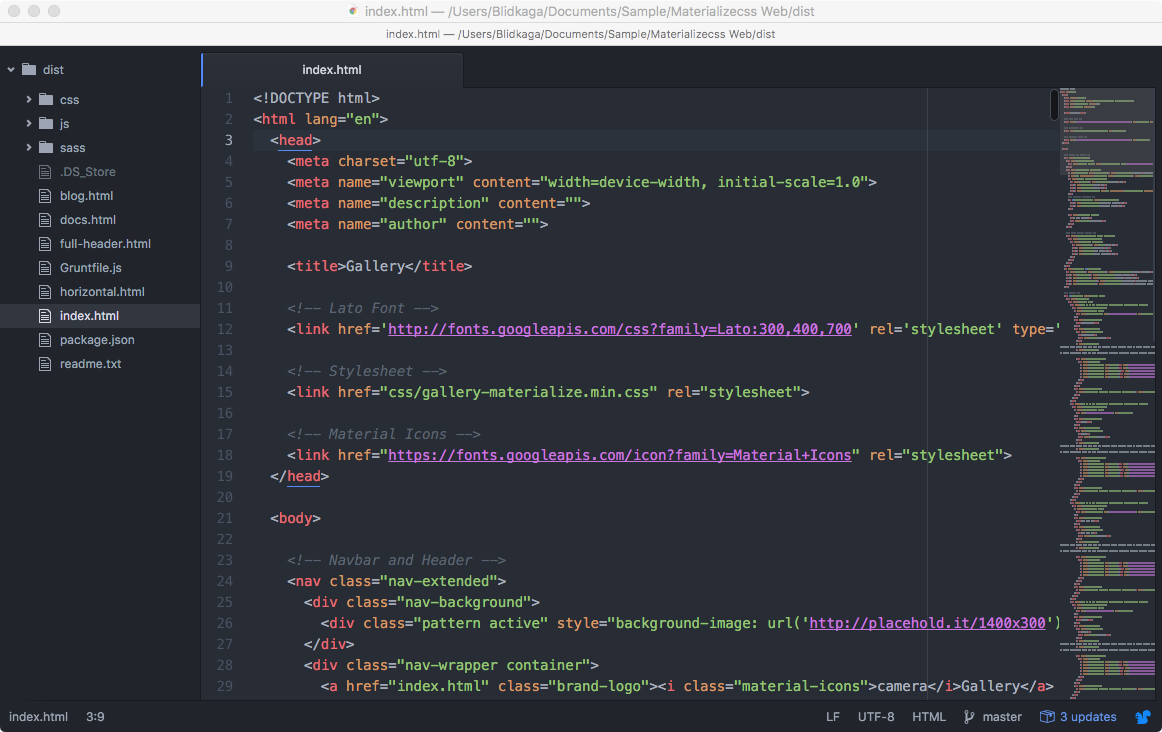 index.html — /Users/Blidkaga/Documents/Sample/Materializecss Web/dist
index.html — /Users/Blidkaga/Documents/Sample/Materializecss Web/dist
dist
css
js
sass
.DS_Store
blog.html
docs.html
full-header.html
Gruntfile.js
horizontal.html
index.html
package.json
readme.txt
index.html
1 <!DOCTYPE html>
2 <html lang="en">
3 <head>
4 <meta charset="utf-8">
5 <meta name="viewport" content="width=device-width, initial-scale=1.0">
6 <meta name="description" content="">
7 <meta name="author" content="">
8
9 <title>Gallery</title>
10
11 <!-- Lato Font -->
12 <link href='http://fonts.googleapis.com/css?family=Lato:300,400,700' rel='stylesheet' type='
13
14 <!-- Stylesheet -->
15 <link href="css/gallery-materialize.min.css" rel="stylesheet">
16
17 <!-- Material Icons -->
18 <link href="https://fonts.googleapis.com/icon?family=Material+Icons" rel="stylesheet">
19 </head>
20
21 <body>
22
23 <!-- Navbar and Header -->
24 <nav class="nav-extended">
25 <div class="nav-background">
26 <div class="pattern active" style="background-image: url('http://placehold.it/1400x300')
27 </div>
28 <div class="nav-wrapper container">
29 <a href="index.html" class="brand-logo"><i class="material-icons">camera</i>Gallery</a>
index.html 3:9 LF UTF-8 HTML master 3 updates